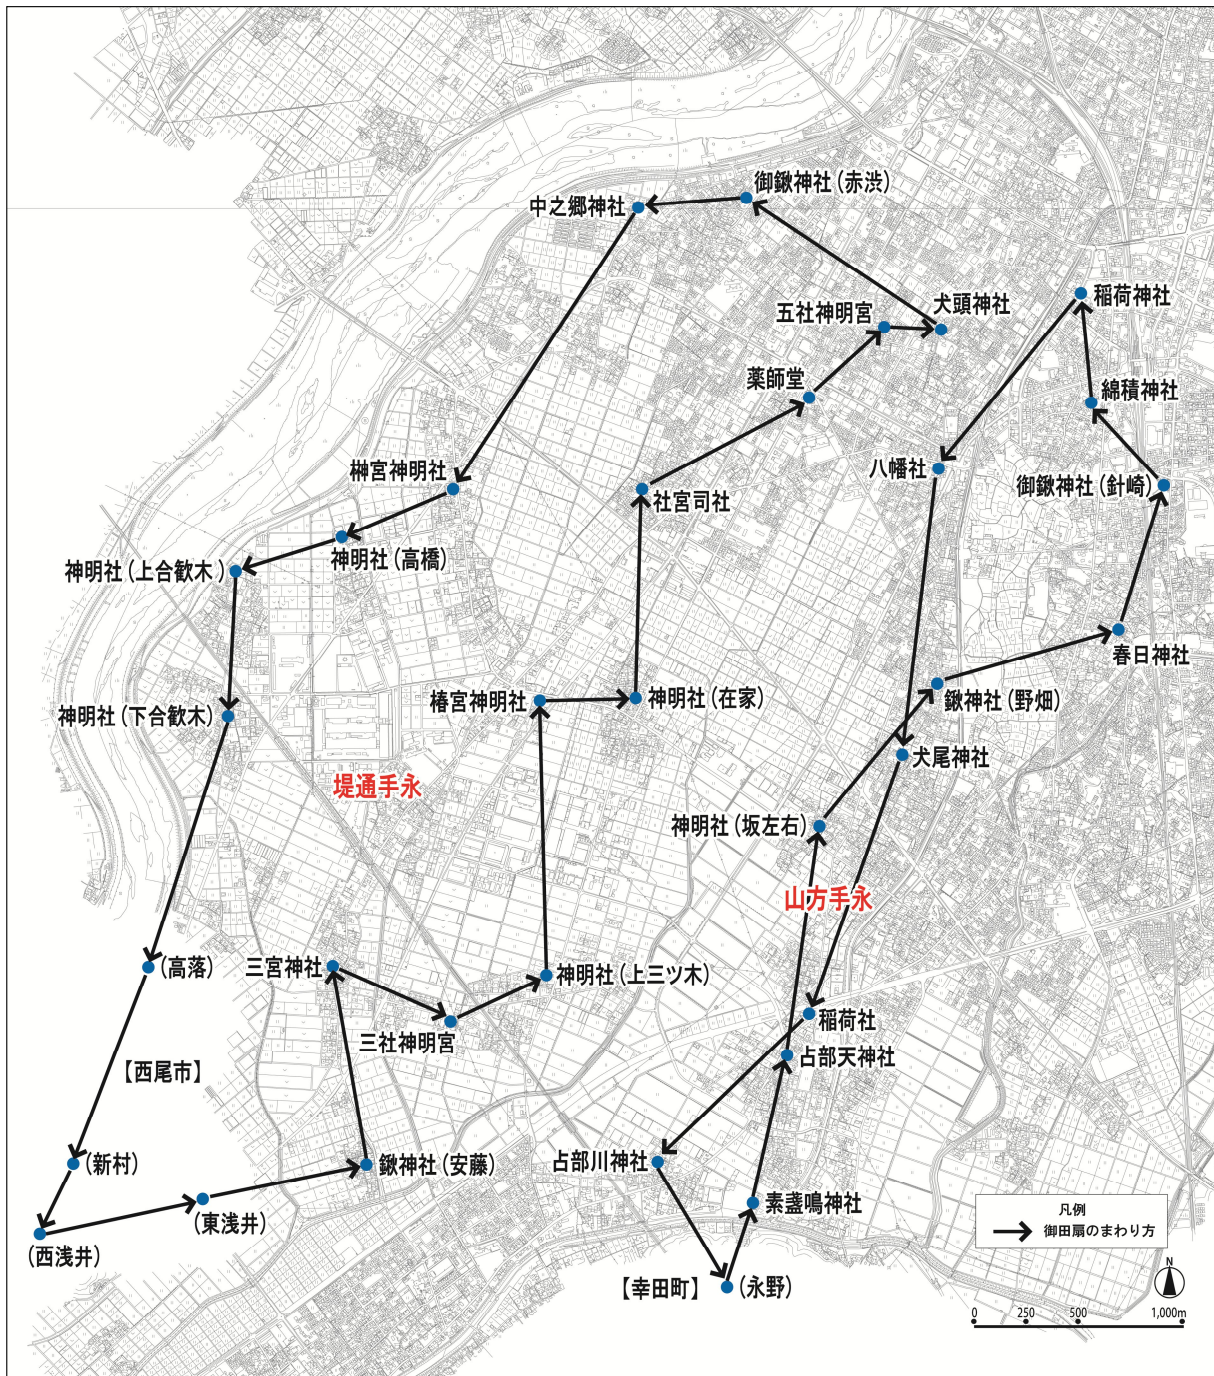 御鍬神社(赤渋)
中之郷神社
稲荷神社
犬頭神社
五社神明宮
薬師堂
綿積神社
八幡社
榊宮神明社
社宮司社
御鍬神社(針崎)
神明社(高橋)
神明社(上合歓木)
春日神社
椿宮神明社
神明社(在家)
鍬神社(野畑)
神明社(下合歓木)
犬尾神社
堤通手永
神明社(坂左右)
山方手永
(高落)
三宮神社
神明社(上三ツ木)
稲荷社
三社神明宮
占部天神社
【西尾市】
(新村)
鍬神社(安藤)
占部川神社
素盞鳴神社
(東浅井)
凡例
御田扇のまわり方
(西浅井)
【幸田町】
(永野)
N
0 250 500 1,000m